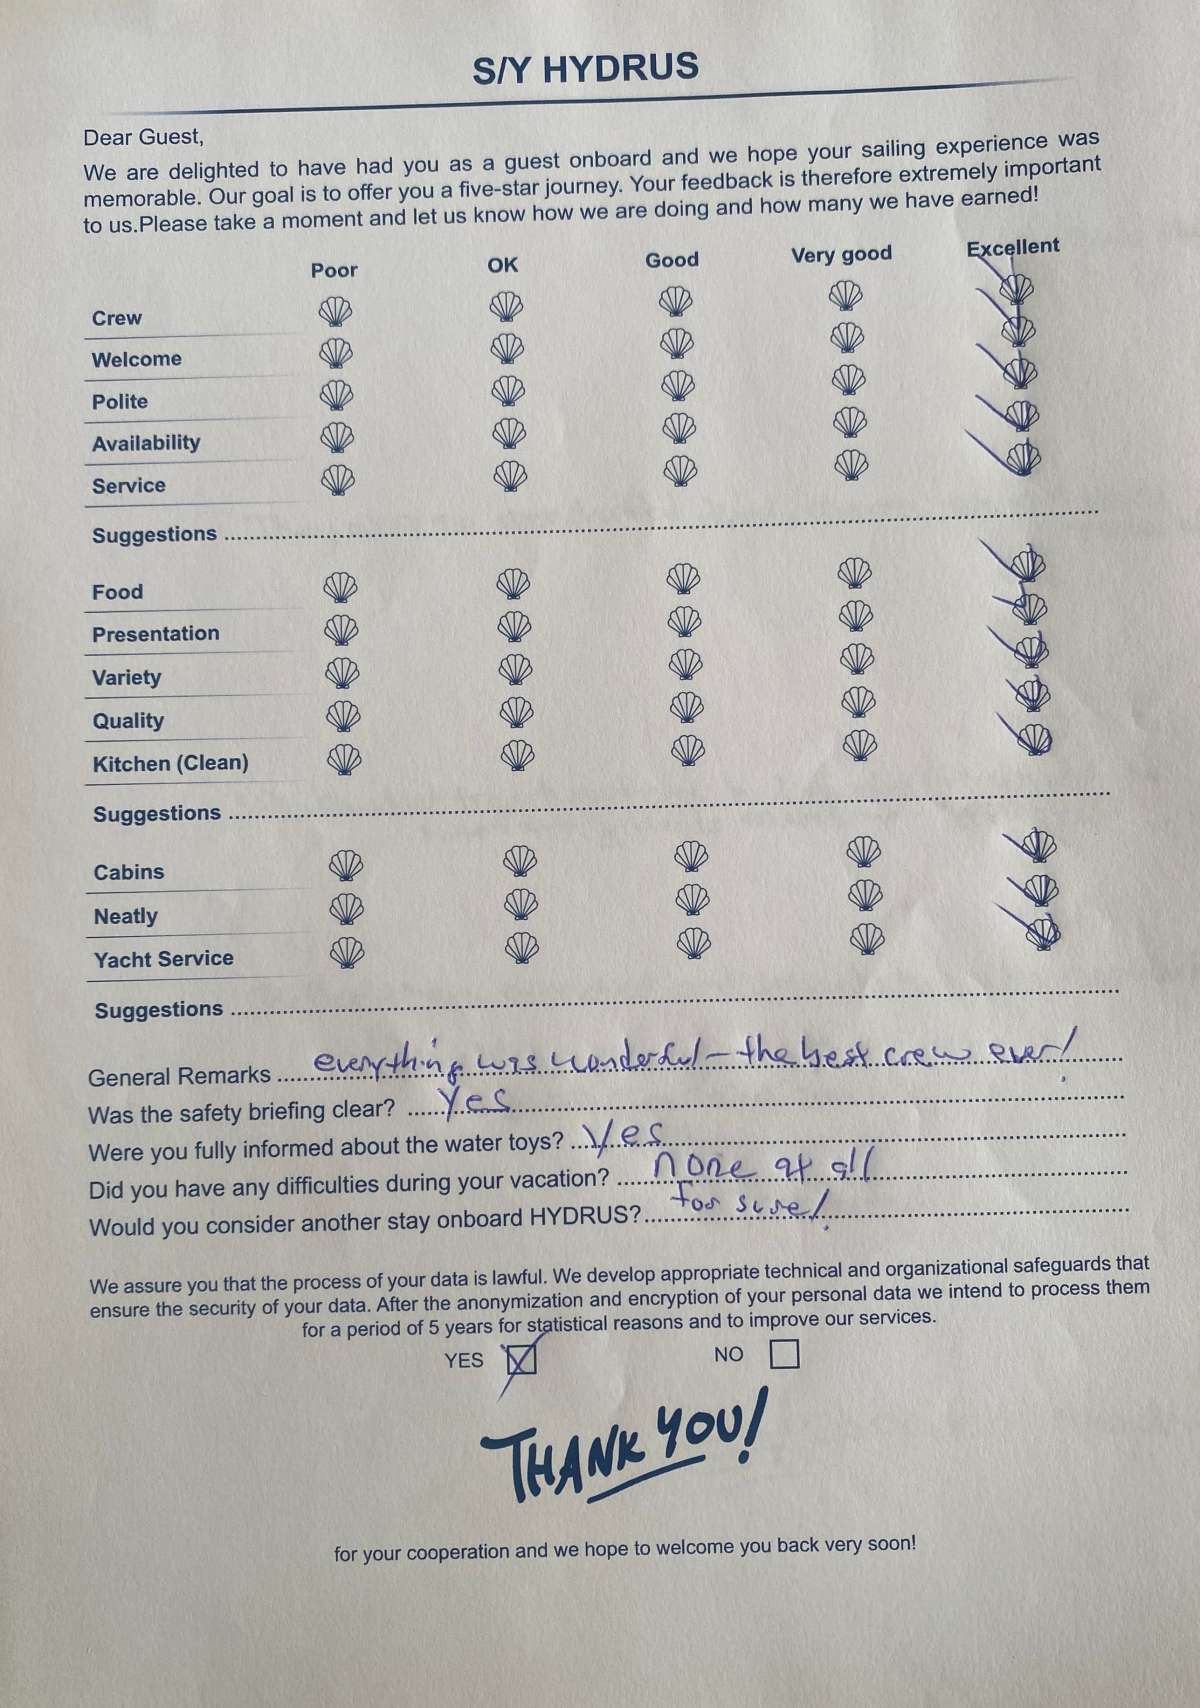 S/Y HYDRUS
Dear Guest,
We are delighted to have had you as a guest onboard and we hope your sailing experience was
memorable. Our goal is to offer you a five-star journey. Your feedback is therefore extremely important
to us.Please take a moment and let us know how we are doing and how many we have earned!
Poor OK Good Very good Excellent
Crew
Welcome
Polite
Availability
Service
Suggestions
Food
Presentation
Variety
Quality
Kitchen (Clean)
Suggestions
Cabins
Neatly
Yacht Service
Suggestions
General Remarks everything was wonderful - the best crew ever!
Was the safety briefing clear? Yes
Were you fully informed about the water toys? Yes
Did you have any difficulties during your vacation? none at all
Would you consider another stay onboard HYDRUS? for sure!
We assure you that the process of your data is lawful. We develop appropriate technical and organizational safeguards that
ensure the security of your data. After the anonymization and encryption of your personal data we intend to process them
for a period of 5 years for statistical reasons and to improve our services.
YES NO
THANK YOU!
for your cooperation and we hope to welcome you back very soon!